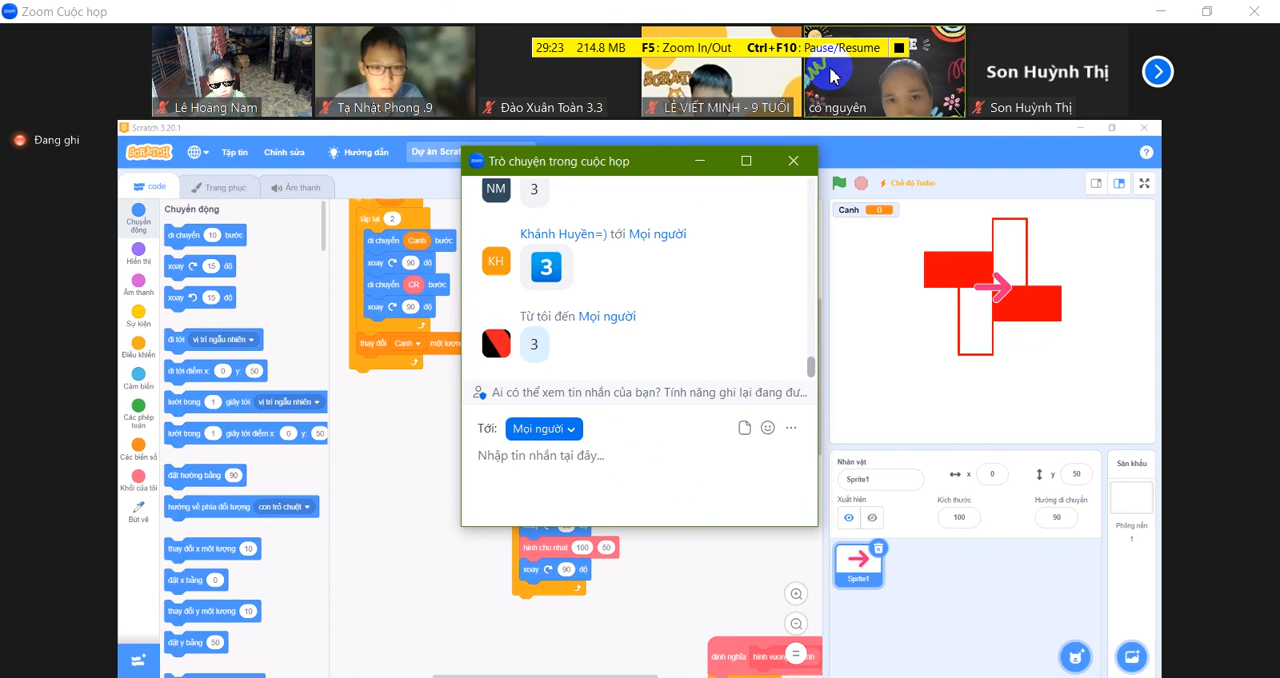 Zoom Cuộc họp
29:23 214.8 MB F5: Zoom In/Out Ctrl+F10: Pause/Resume
Lê Hoàng Nam
Tạ Nhật Phong .9
Đào Xuân Toàn 3.3
LÊ VIẾT MINH - 9 TUỔI
cô nguyên
Son Huỳnh Thị
Son Huỳnh Thị
Đang ghi
Scratch 3.20.1
SCRATCH
Tập tin
Chỉnh sửa
Hướng dẫn
Dự án Scrat
code
Trang phục
Âm thanh
Chuyển động
Hiển thị
Âm thanh
Sự kiện
Điều khiển
Cảm biến
Các phép toán
Các biến số
Khối của tôi
Bút vẽ
Chuyển động
di chuyển 10 bước
xoay 15 độ
xoay 15 độ
đi tới vị trí ngẫu nhiên
đi tới điểm x: 0 y: 50
lướt trong 1 giây tới vị trí ngẫu nhiên
lướt trong 1 giây tới điểm x: 0 y: 50
đặt hướng bằng 90
hướng về phía đối tượng con trỏ chuột
thay đổi x một lượng 10
đặt x bằng 0
thay đổi y một lượng 10
đặt y bằng 50
lặp lại 2
di chuyển Canh bước
xoay 90 độ
di chuyển CR bước
xoay 90 độ
thay đổi Canh một lượn
Trò chuyện trong cuộc họp
NM
3
Khánh Huyền=) tới Mọi người
KH
3
Từ tôi đến Mọi người
3
Ai có thể xem tin nhắn của bạn? Tính năng ghi lại đang đư...
Tới: Mọi người
Nhập tin nhắn tại đây...
hinh chu nhat 100 50
xoay 90 độ
định nghĩa hinh vuon
Chế độ Turbo
Canh 0
Nhân vật
Sprite1
x 0
y 50
Xuất hiện
Kích thước
100
Hướng di chuyển
90
Sprite1
Sân khấu
Phông nền
1